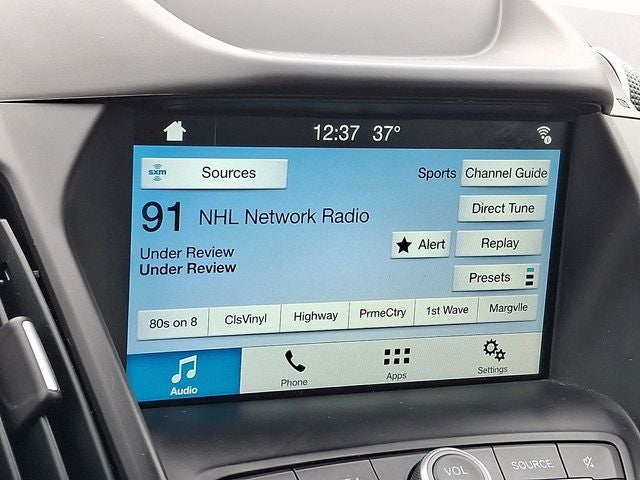 12:37 37°
sxm Sources
Sports Channel Guide
91 NHL Network Radio
Direct Tune
Under Review
Under Review
Alert
Replay
Presets
80s on 8 ClsVinyl Highway PrmeCtry 1st Wave Margvlle
Audio Phone Apps Settings
VOL SOURCE